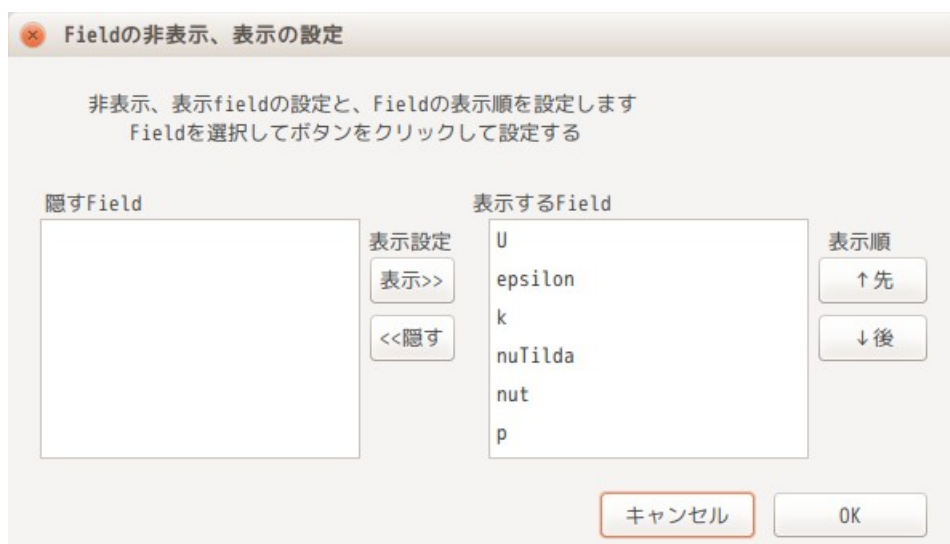 Fieldの非表示、表示の設定
非表示、表示fieldの設定と、Fieldの表示順を設定します
Fieldを選択してボタンをクリックして設定する
隠すField
表示するField
表示設定
表示>>
<<隠す
U
epsilon
k
nuTilda
nut
p
表示順
↑先
↓後
キャンセル
OK